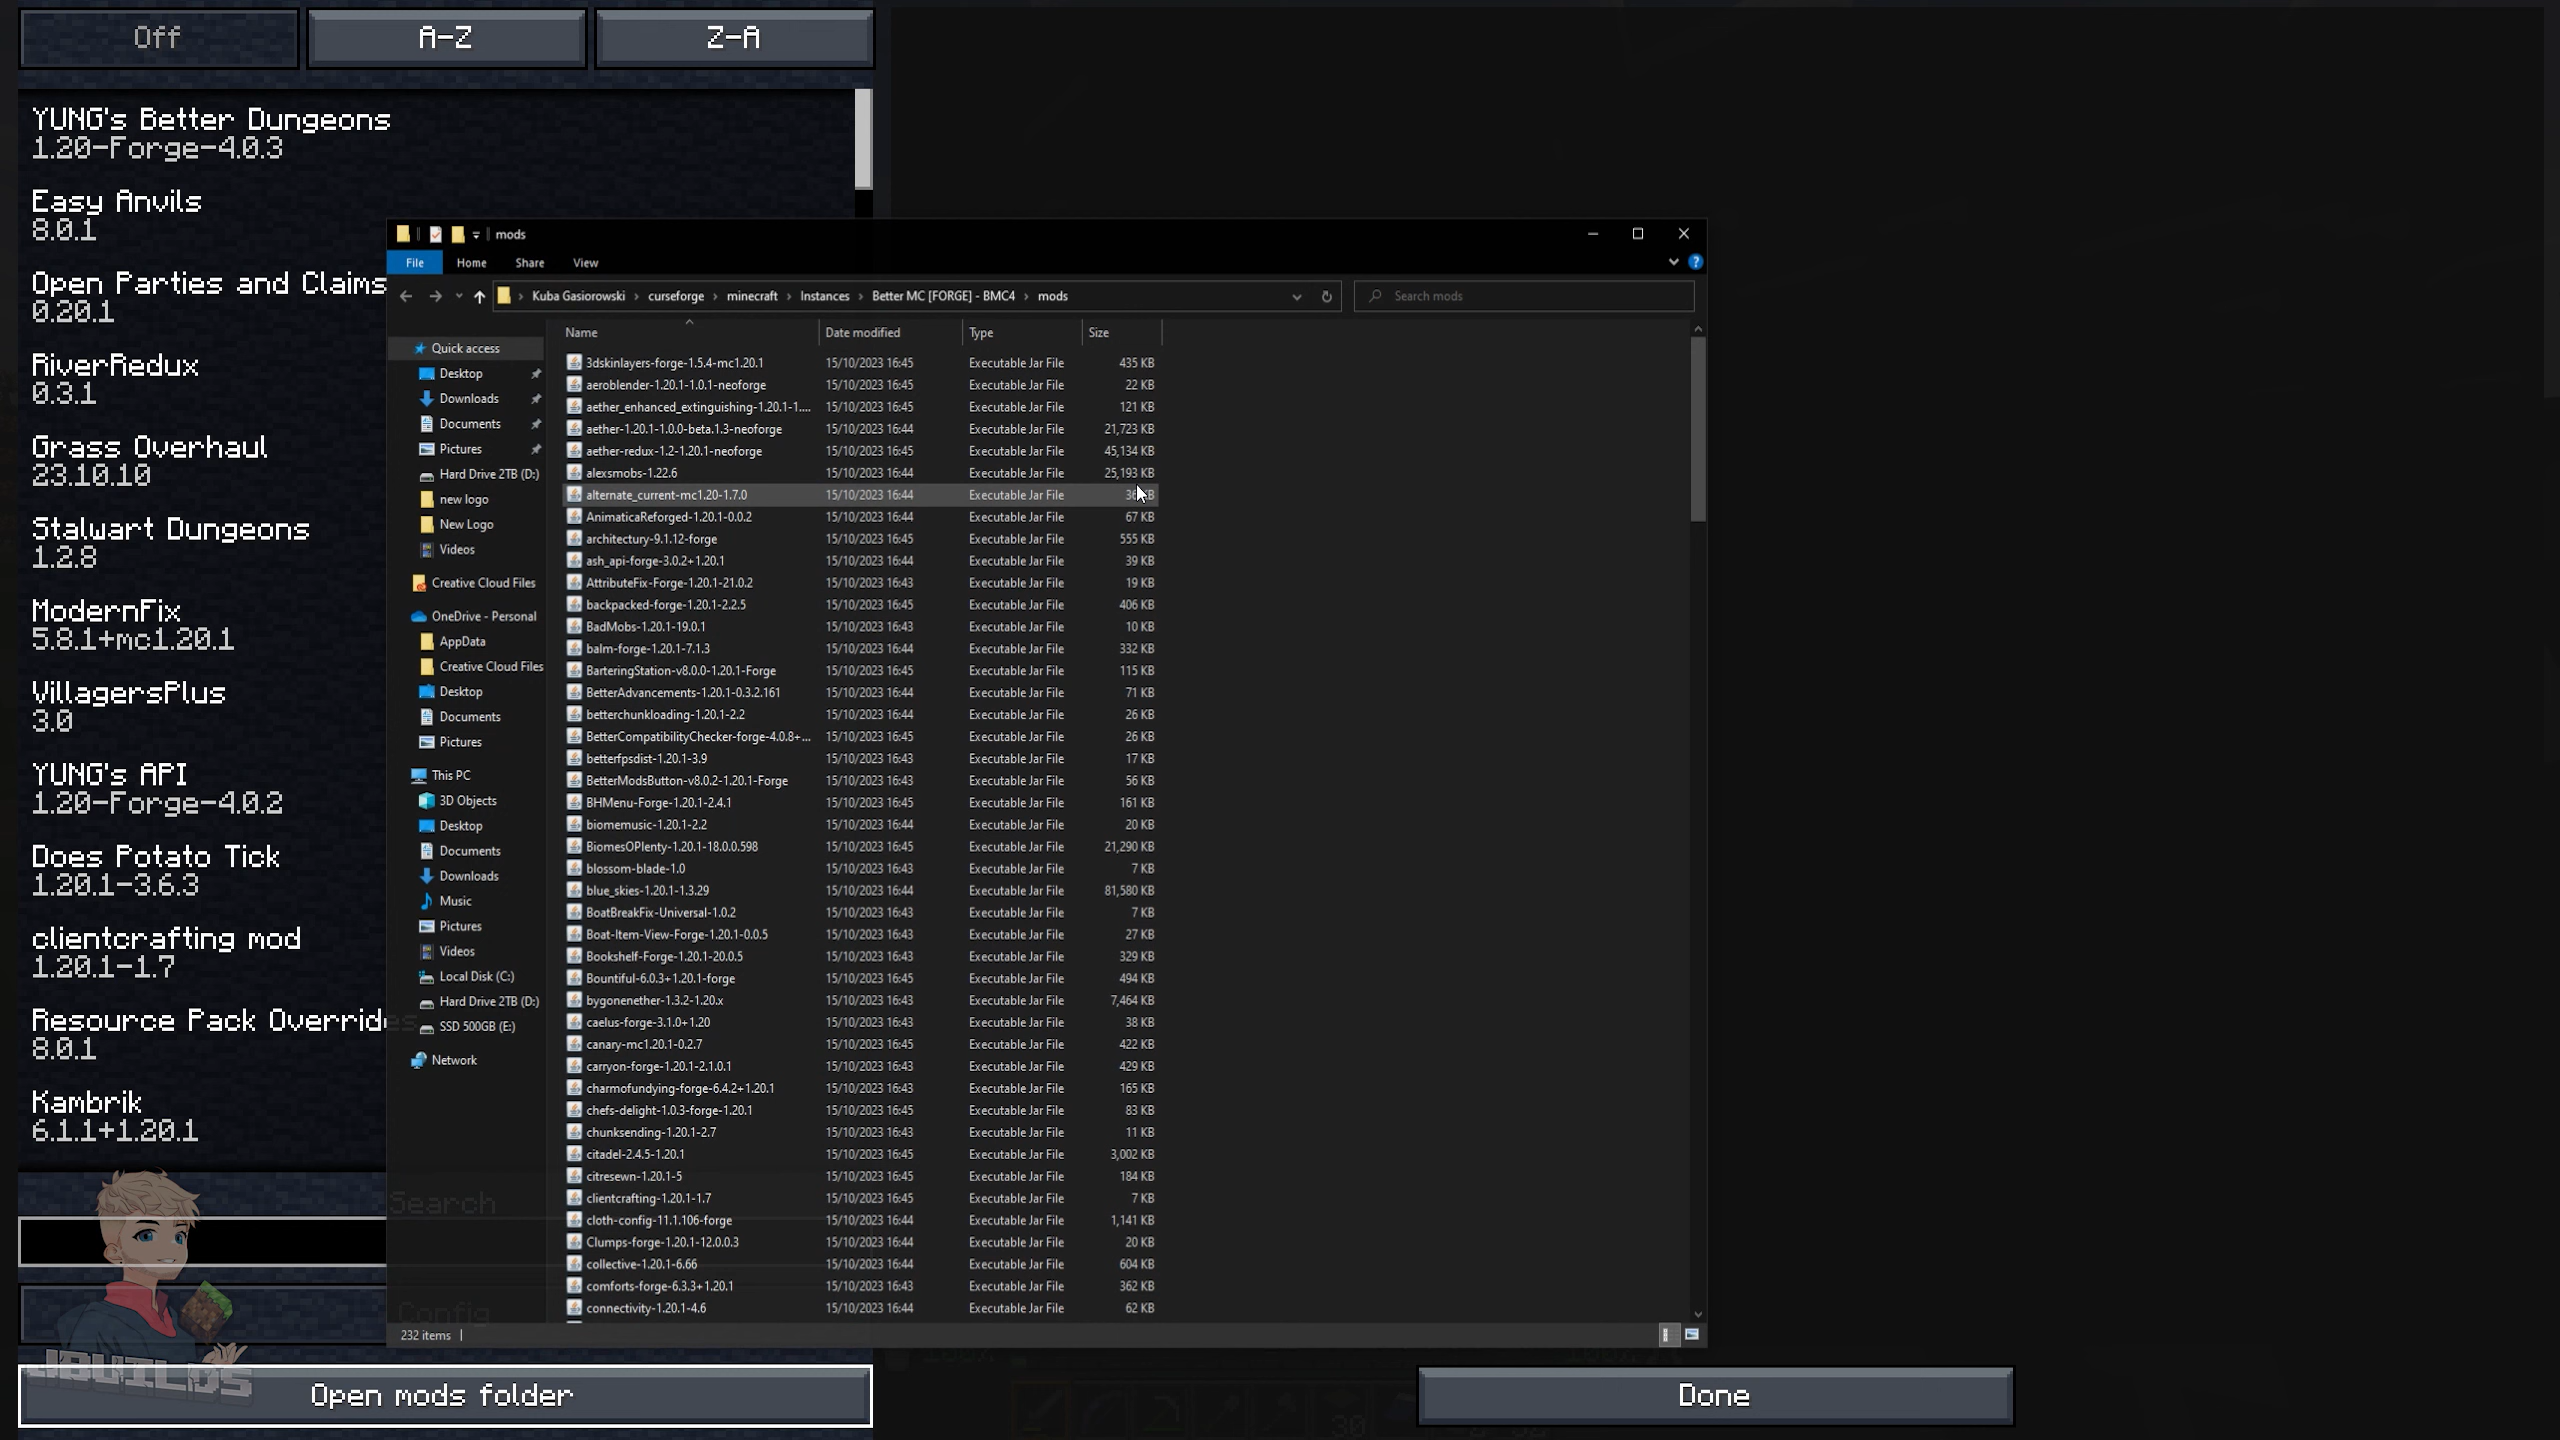 Off A-Z Z-A
YUNG's Better Dungeons
1.20-Forge-4.0.3
Easy Anvils
8.0.1
Open Parties and Claims
0.20.1
RiverRedux
0.3.1
Grass Overhaul
23.10.10
Stalwart Dungeons
1.2.8
ModernFix
5.8.1+mc1.20.1
VillagersPlus
3.0
YUNG's API
1.20-Forge-4.0.2
Does Potato Tick
1.20.1-3.6.3
clientcrafting mod
1.20.1-1.7
Resource Pack Overrides
8.0.1
Kambrik
6.1.1+1.20.1
Search
Config
Open mods folder
Done
mods
File Home Share View
Kuba Gasiorowski › curseforge › minecraft › Instances › Better MC [FORGE] - BMC4 › mods
Search mods
Quick access
Desktop
Downloads
Documents
Pictures
Hard Drive 2TB (D:)
new logo
New Logo
Videos
Creative Cloud Files
OneDrive - Personal
AppData
Creative Cloud Files
Desktop
Documents
Pictures
This PC
3D Objects
Desktop
Documents
Downloads
Music
Pictures
Videos
Local Disk (C:)
Hard Drive 2TB (D:)
SSD 500GB (E:)
Network
Name Date modified Type Size
3dskinlayers-forge-1.5.4-mc1.20.1 15/10/2023 16:45 Executable Jar File 435 KB
aeroblender-1.20.1-1.0.1-neoforge 15/10/2023 16:45 Executable Jar File 22 KB
aether_enhanced_extinguishing-1.20.1-1.... 15/10/2023 16:45 Executable Jar File 121 KB
aether-1.20.1-1.0.0-beta.1.3-neoforge 15/10/2023 16:44 Executable Jar File 21,723 KB
aether-redux-1.2-1.20.1-neoforge 15/10/2023 16:45 Executable Jar File 45,134 KB
alexsmobs-1.22.6 15/10/2023 16:44 Executable Jar File 25,193 KB
alternate_current-mc1.20-1.7.0 15/10/2023 16:44 Executable Jar File
AnimaticaReforged-1.20.1-0.0.2 15/10/2023 16:44 Executable Jar File 67 KB
architectury-9.1.12-forge 15/10/2023 16:45 Executable Jar File 555 KB
ash_api-forge-3.0.2+1.20.1 15/10/2023 16:44 Executable Jar File 39 KB
AttributeFix-Forge-1.20.1-21.0.2 15/10/2023 16:43 Executable Jar File 19 KB
backpacked-forge-1.20.1-2.2.5 15/10/2023 16:45 Executable Jar File 406 KB
BadMobs-1.20.1-19.0.1 15/10/2023 16:43 Executable Jar File 10 KB
balm-forge-1.20.1-7.1.3 15/10/2023 16:44 Executable Jar File 332 KB
BarteringStation-v8.0.0-1.20.1-Forge 15/10/2023 16:45 Executable Jar File 115 KB
BetterAdvancements-1.20.1-0.3.2.161 15/10/2023 16:44 Executable Jar File 71 KB
betterchunkloading-1.20.1-2.2 15/10/2023 16:44 Executable Jar File 26 KB
BetterCompatibilityChecker-forge-4.0.8+... 15/10/2023 16:45 Executable Jar File 26 KB
betterfpsdist-1.20.1-3.9 15/10/2023 16:45 Executable Jar File 17 KB
BetterModsButton-v8.0.2-1.20.1-Forge 15/10/2023 16:44 Executable Jar File 56 KB
BHMenu-Forge-1.20.1-2.4.1 15/10/2023 16:45 Executable Jar File 161 KB
biomemusic-1.20.1-2.2 15/10/2023 16:44 Executable Jar File 20 KB
BiomesOPlenty-1.20.1-18.0.0.598 15/10/2023 16:45 Executable Jar File 21,290 KB
blossom-blade-1.0 15/10/2023 16:43 Executable Jar File 7 KB
blue_skies-1.20.1-1.3.29 15/10/2023 16:44 Executable Jar File 81,580 KB
BoatBreakFix-Universal-1.0.2 15/10/2023 16:43 Executable Jar File 7 KB
Boat-Item-View-Forge-1.20.1-0.0.5 15/10/2023 16:43 Executable Jar File 27 KB
Bookshelf-Forge-1.20.1-20.0.5 15/10/2023 16:43 Executable Jar File 329 KB
Bountiful-6.0.3+1.20.1-forge 15/10/2023 16:45 Executable Jar File 494 KB
bygonenether-1.3.2-1.20.x 15/10/2023 16:43 Executable Jar File 7,464 KB
caelus-forge-3.1.0+1.20 15/10/2023 16:43 Executable Jar File 38 KB
canary-mc1.20.1-0.2.7 15/10/2023 16:45 Executable Jar File 422 KB
carryon-forge-1.20.1-2.1.0.1 15/10/2023 16:43 Executable Jar File 429 KB
charmofundying-forge-6.4.2+1.20.1 15/10/2023 16:43 Executable Jar File 165 KB
chefs-delight-1.0.3-forge-1.20.1 15/10/2023 16:45 Executable Jar File 83 KB
chunksending-1.20.1-2.7 15/10/2023 16:43 Executable Jar File 11 KB
citadel-2.4.5-1.20.1 15/10/2023 16:45 Executable Jar File 3,002 KB
citresewn-1.20.1-5 15/10/2023 16:45 Executable Jar File 184 KB
clientcrafting-1.20.1-1.7 15/10/2023 16:45 Executable Jar File 7 KB
cloth-config-11.1.106-forge 15/10/2023 16:44 Executable Jar File 1,141 KB
Clumps-forge-1.20.1-12.0.0.3 15/10/2023 16:44 Executable Jar File 20 KB
collective-1.20.1-6.66 15/10/2023 16:44 Executable Jar File 604 KB
comforts-forge-6.3.3+1.20.1 15/10/2023 16:43 Executable Jar File 362 KB
connectivity-1.20.1-4.6 15/10/2023 16:44 Executable Jar File 62 KB
232 items